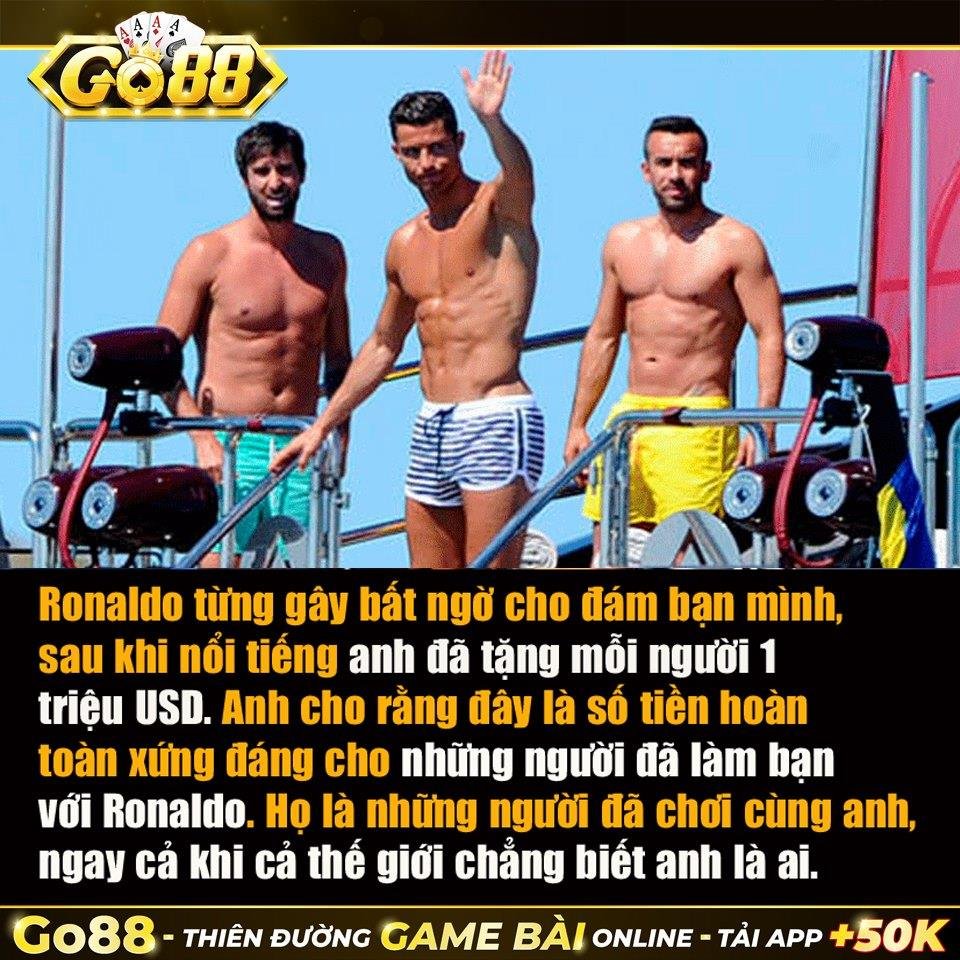 Go88
Ronaldo từng gây bất ngờ cho đám bạn mình,
sau khi nổi tiếng anh đã tặng mỗi người 1
triệu USD. Anh cho rằng đây là số tiền hoàn
toàn xứng đáng cho những người đã làm bạn
với Ronaldo. Họ là những người đã chơi cùng anh,
ngay cả khi cả thế giới chẳng biết anh là ai.
Go88 - THIÊN ĐƯỜNG GAME BÀI ONLINE - TẢI APP +50K